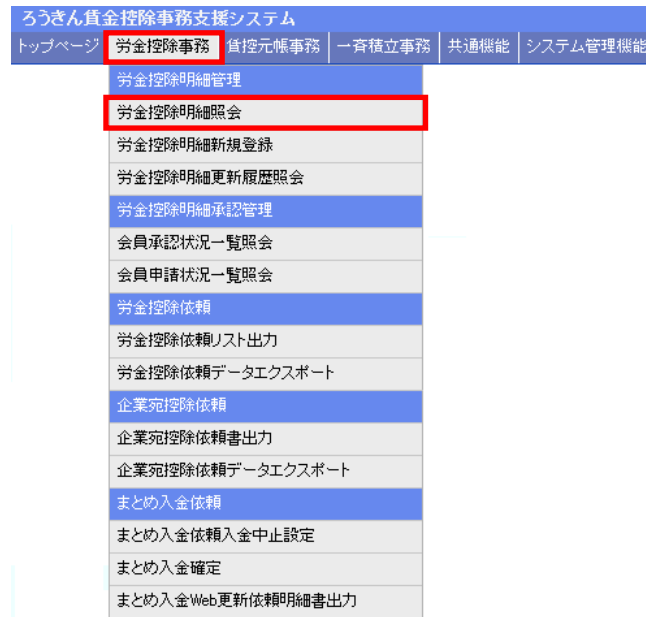 ろうきん賃金控除事務支援システム
トップページ 労金控除事務 賃控元帳事務 一斉積立事務 共通機能 システム管理機能
労金控除明細管理
労金控除明細照会
労金控除明細新規登録
労金控除明細更新履歴照会
労金控除明細承認管理
会員承認状況一覧照会
会員申請状況一覧照会
労金控除依頼
労金控除依頼リスト出力
労金控除依頼データエクスポート
企業宛控除依頼
企業宛控除依頼書出力
企業宛控除依頼データエクスポート
まとめ入金依頼
まとめ入金依頼入金中止設定
まとめ入金確定
まとめ入金Web更新依頼明細書出力